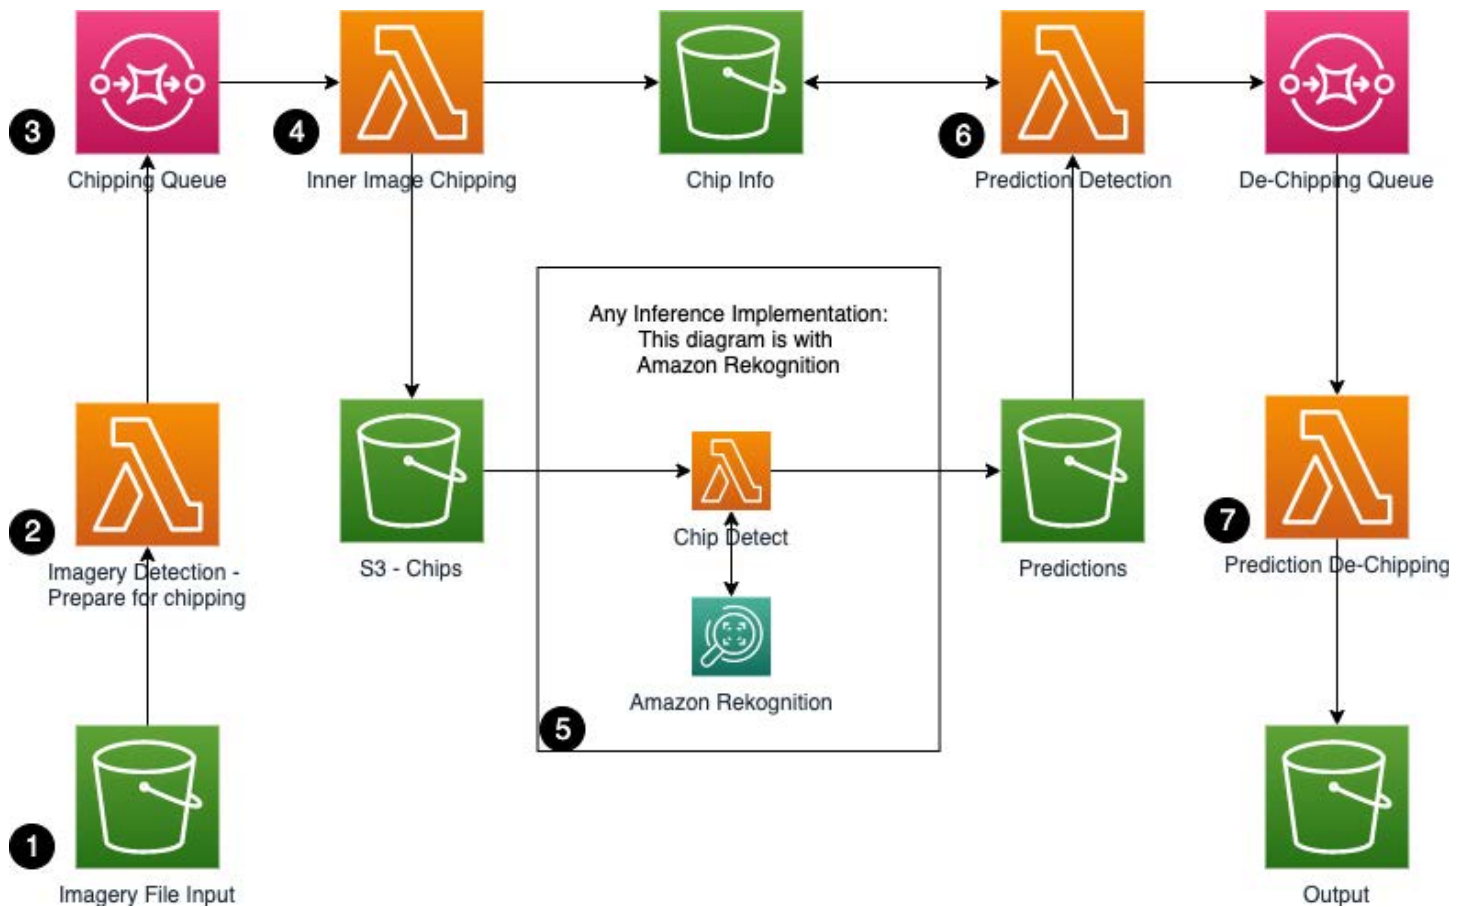 3
Chipping Queue
4
Inner Image Chipping
Chip Info
6
Prediction Detection
De-Chipping Queue
Any Inference Implementation:
This diagram is with
Amazon Rekognition
2
Imagery Detection -
Prepare for chipping
S3 - Chips
Chip Detect
Predictions
7
Prediction De-Chipping
Amazon Rekognition
5
1
Imagery File Input
Output